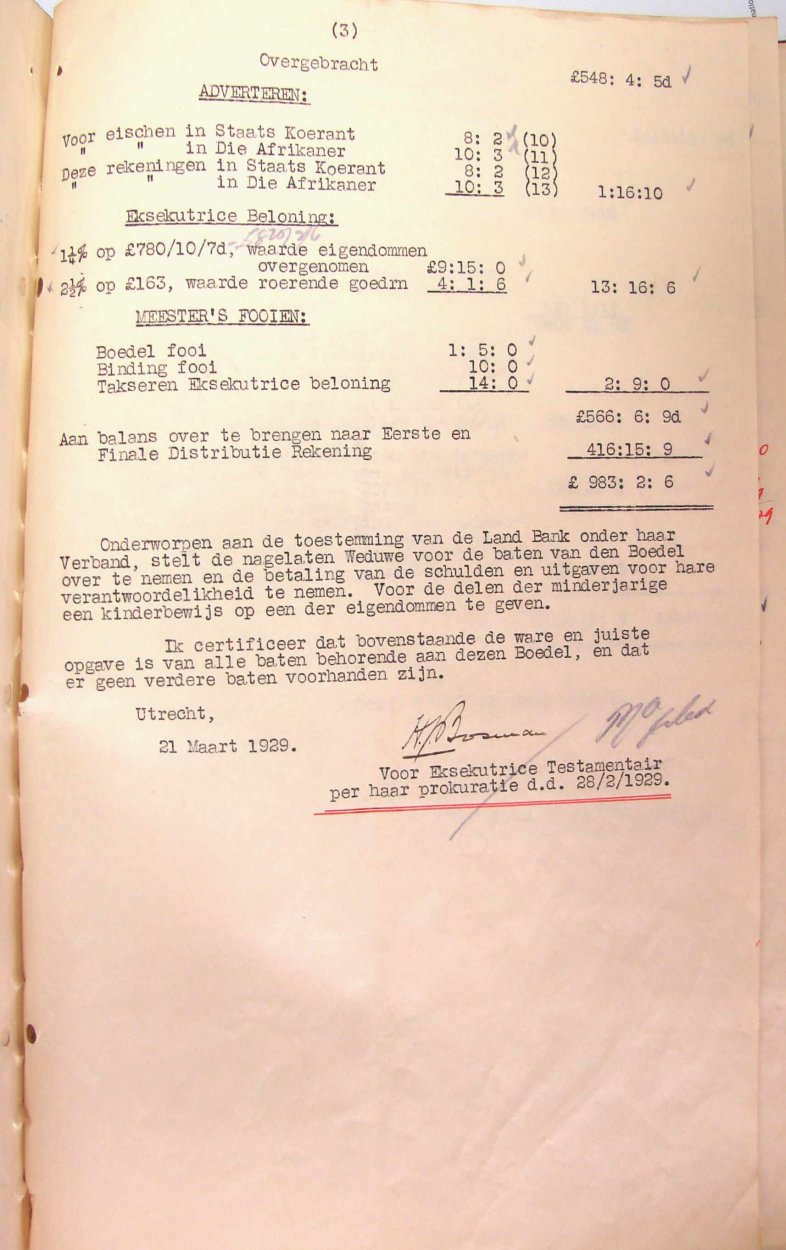 (3)
Overgebracht £548: 4: 5d
ADVERTEREN:
Voor eischen in Staats Koerant 8: 2 (10)
" " in Die Afrikaner 10: 3 (11)
Deze rekeningen in Staats Koerant 8: 2 (12)
" " in Die Afrikaner 10: 3 (13) 1:16:10
Eksekutrice Beloning:
1¼% op £780/10/7d, waarde eigendommen
overgenomen £9:15: 0
2½% op £163, waarde roerende goedrn 4: 1: 6 13: 16: 6
MEESTER'S FOOIEN:
Boedel fooi 1: 5: 0
Binding fooi 10: 0
Takseren Eksekutrice beloning 14: 0 2: 9: 0
£566: 6: 9d
Aan balans over te brengen naar Eerste en
Finale Distributie Rekening 416:15: 9
£ 983: 2: 6
Onderworpen aan de toestemming van de Land Bank onder haar
Verband, stelt de nagelaten Weduwe voor de baten van den Boedel
over te nemen en de betaling van de schulden en uitgaven voor hare
verantwoordelikheid te nemen. Voor de delen der minderjarige
een kinderbewijs op een der eigendommen te geven.
Ik certificeer dat bovenstaande de ware en juiste
opgave is van alle baten behorende aan dezen Boedel, en dat
er geen verdere baten voorhanden zijn.
Utrecht,
21 Maart 1929.
H J Bosman
Voor Eksekutrice Testamentair
per haar prokuratie d.d. 28/2/1929.